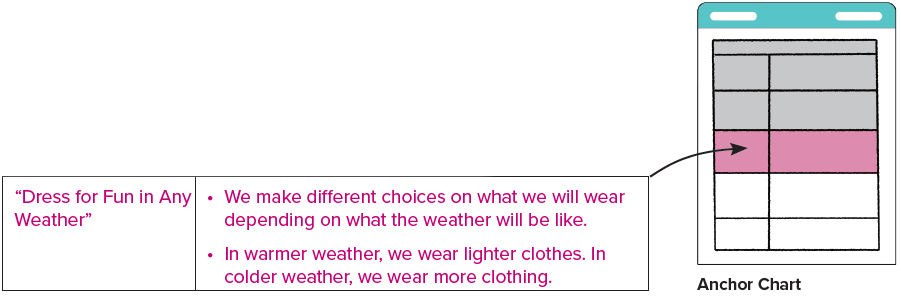 “Dress for Fun in Any
Weather”
• We make different choices on what we will wear
depending on what the weather will be like.
• In warmer weather, we wear lighter clothes. In
colder weather, we wear more clothing.
Anchor Chart